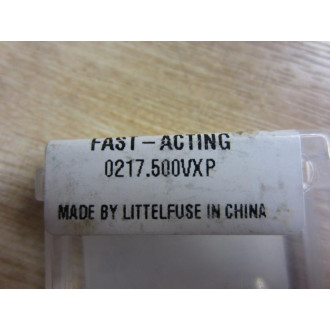 FAST-ACTING
0217.500VXP
MADE BY LITTELFUSE IN CHINA